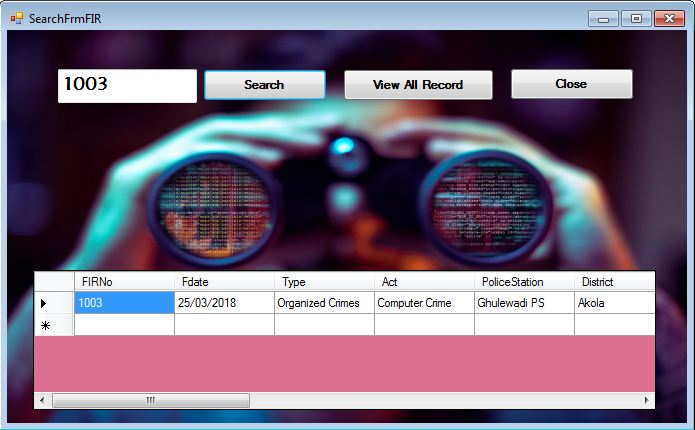 SearchFrmFIR
1003 Search View All Record Close
FIRNo Fdate Type Act PoliceStation District
1003 25/03/2018 Organized Crimes Computer Crime Ghulewadi PS Akola